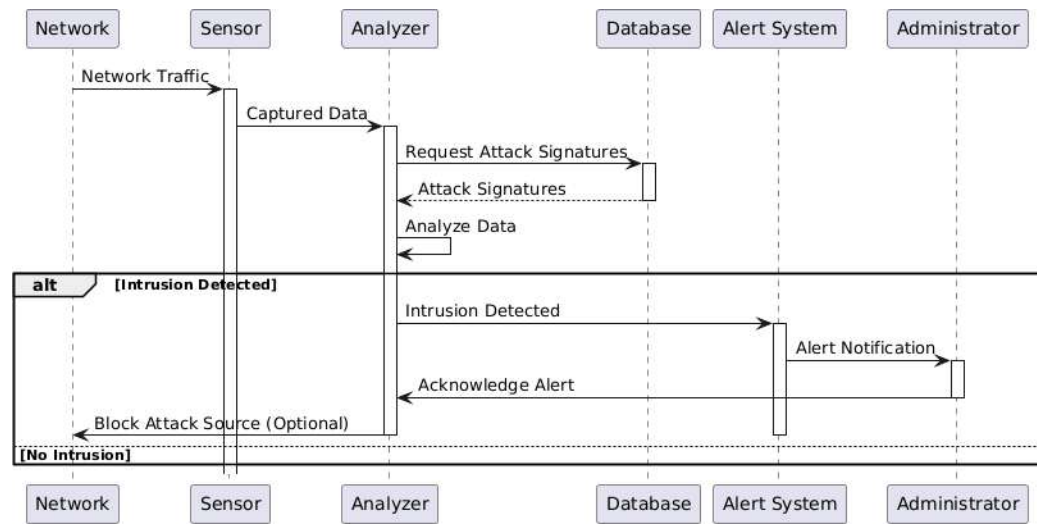 Network Sensor Analyzer Database Alert System Administrator
Network Traffic
Captured Data
Request Attack Signatures
Attack Signatures
Analyze Data
alt [Intrusion Detected]
Intrusion Detected
Alert Notification
Acknowledge Alert
Block Attack Source (Optional)
[No Intrusion]
Network Sensor Analyzer Database Alert System Administrator